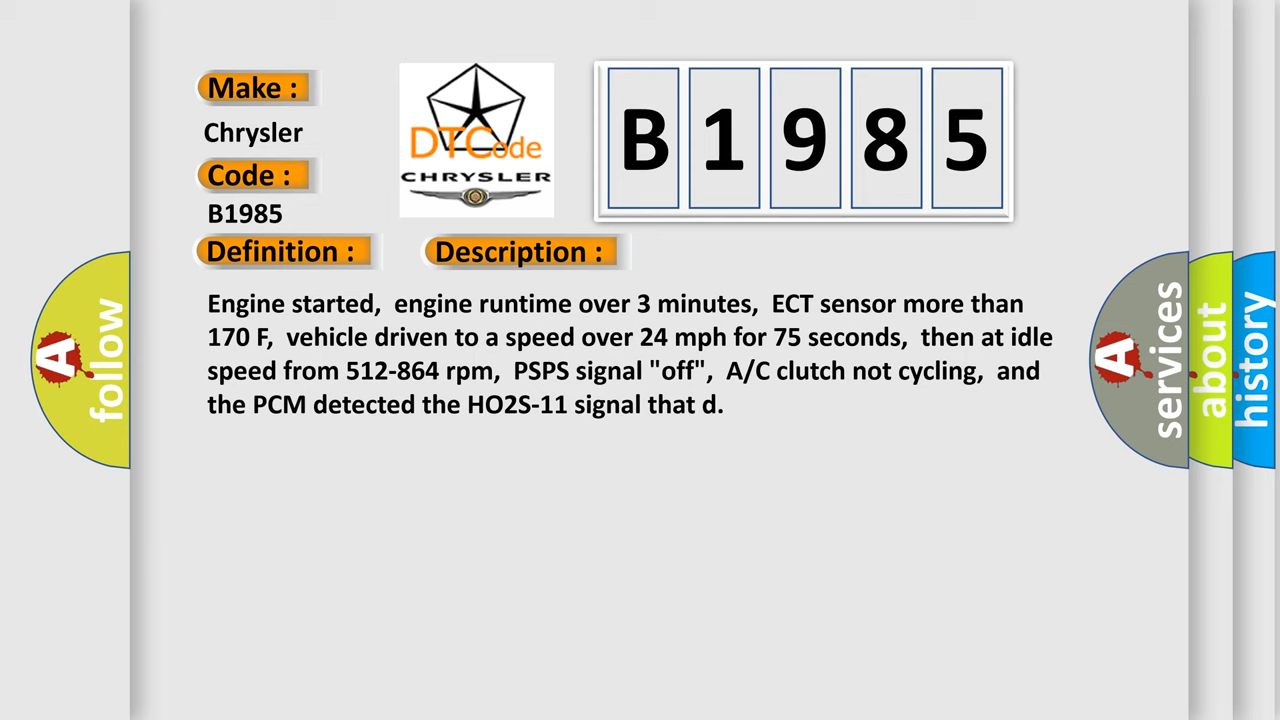 Make :
Chrysler
Code :
B1985
Definition :
Description :
DTCode
CHRYSLER
B 1 9 8 5
Engine started,  engine runtime over 3 minutes,  ECT sensor more than
170 F,  vehicle driven to a speed over 24 mph for 75 seconds,  then at idle
speed from 512-864 rpm,  PSPS signal "off",  A/C clutch not cycling,  and
the PCM detected the HO2S-11 signal that d.
A follow
A services
about
history